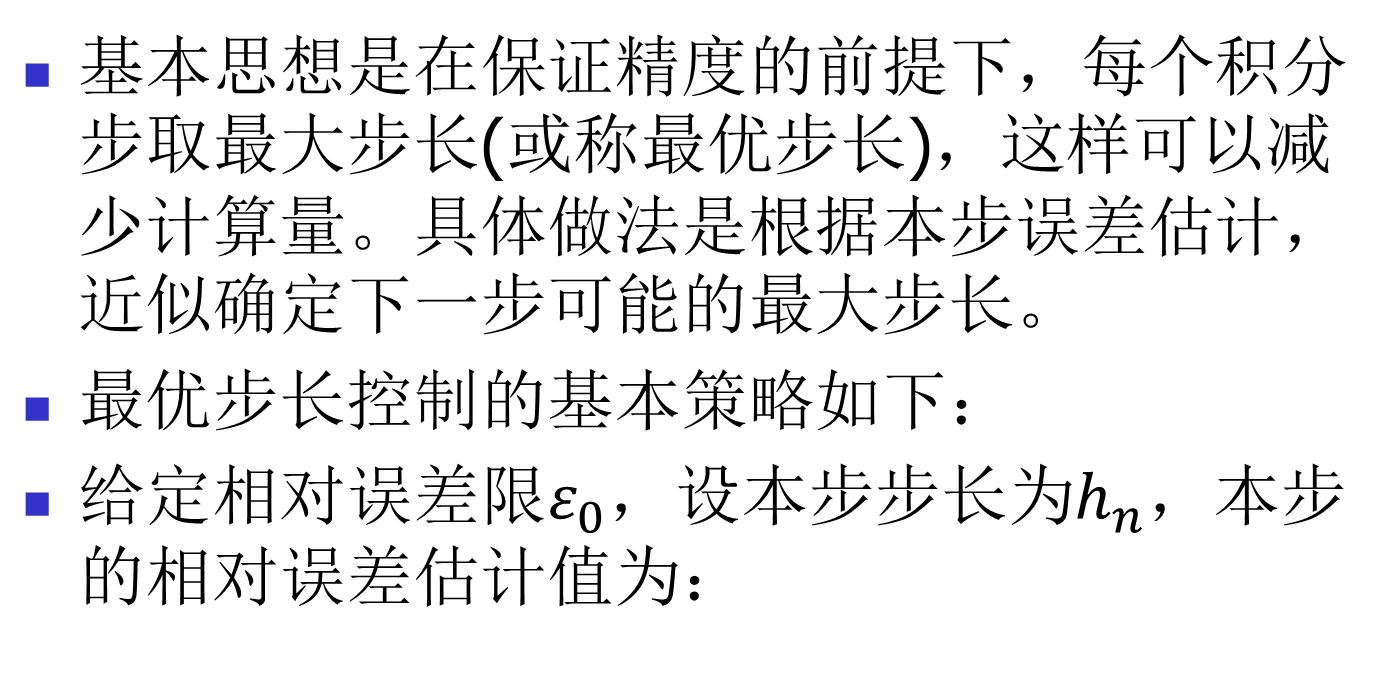 基本思想是在保证精度的前提下，每个积分
步取最大步长(或称最优步长)，这样可以减
少计算量。具体做法是根据本步误差估计，
近似确定下一步可能的最大步长。
最优步长控制的基本策略如下：
给定相对误差限ε₀，设本步步长为hₙ，本步
的相对误差估计值为：